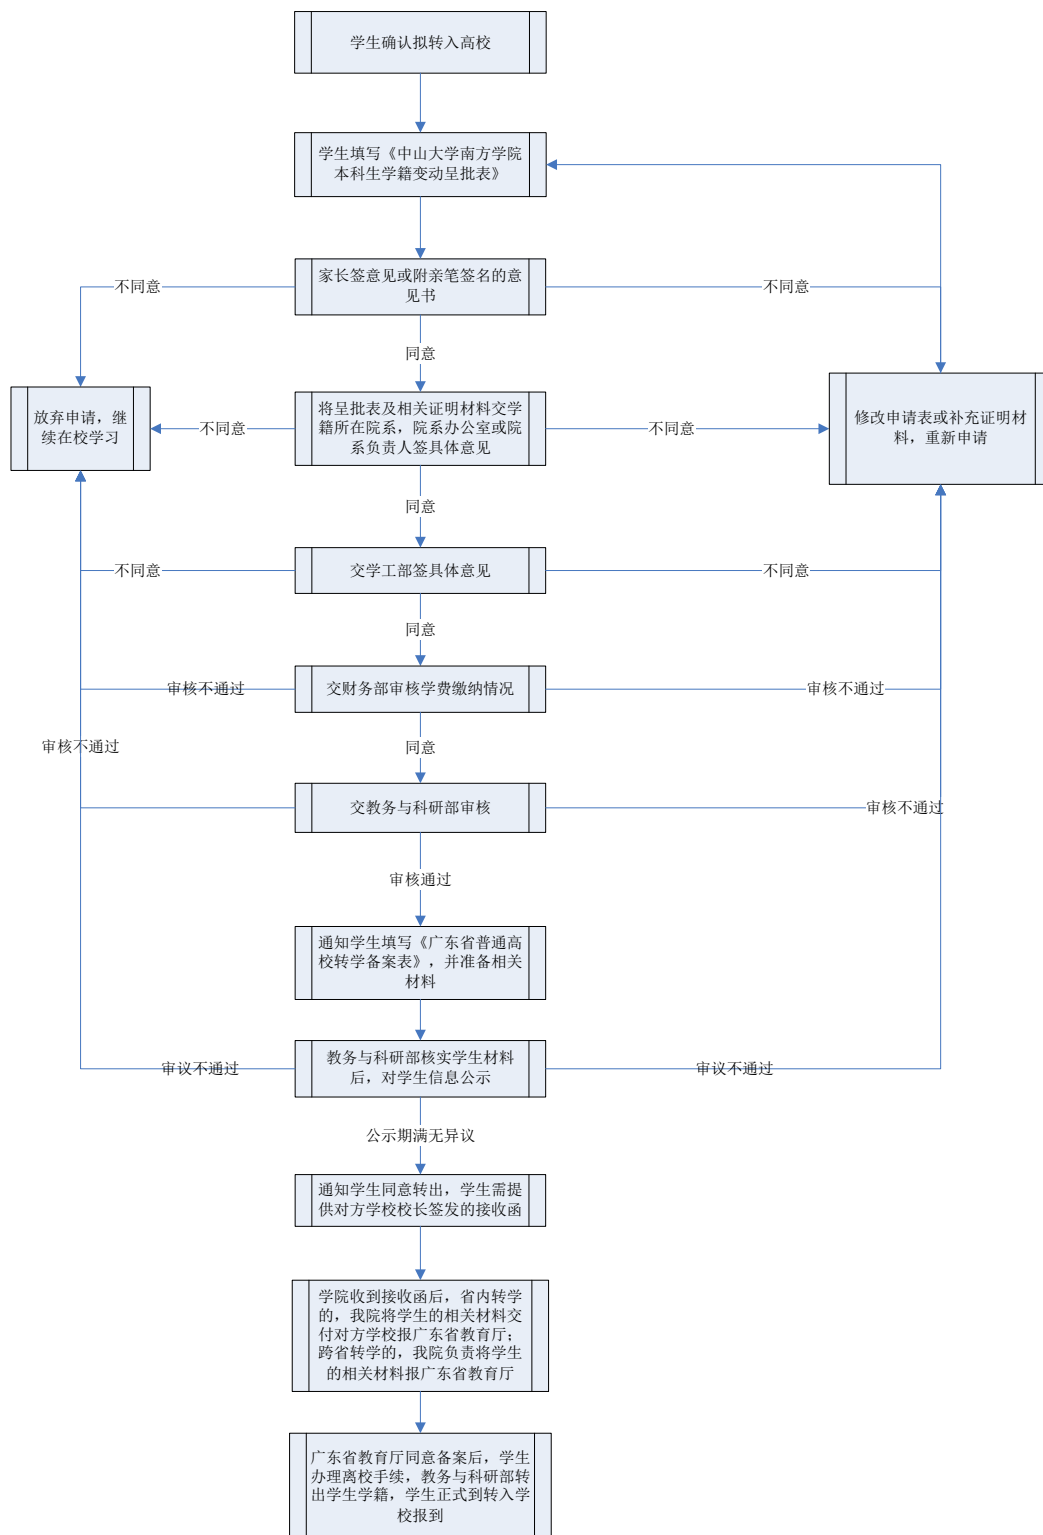 学生确认拟转入高校
学生填写《中山大学南方学院
本科生学籍变动呈批表》
家长签意见或附亲笔签名的意
见书
不同意
不同意
同意
放弃申请，继
续在校学习
将呈批表及相关证明材料交学
籍所在院系，院系办公室或院
系负责人签具体意见
修改申请表或补充证明材
料，重新申请
不同意
不同意
同意
交学工部签具体意见
不同意
不同意
同意
交财务部审核学费缴纳情况
审核不通过
审核不通过
同意
审核不通过
交教务与科研部审核
审核不通过
审核通过
通知学生填写《广东省普通高
校转学备案表》，并准备相关
材料
教务与科研部核实学生材料
后，对学生信息公示
审议不通过
审议不通过
公示期满无异议
通知学生同意转出，学生需提
供对方学校校长签发的接收函
学院收到接收函后，省内转学
的，我院将学生的相关材料交
付对方学校报广东省教育厅；
跨省转学的，我院负责将学生
的相关材料报广东省教育厅
广东省教育厅同意备案后，学生
办理离校手续，教务与科研部转
出学生学籍，学生正式到转入学
校报到